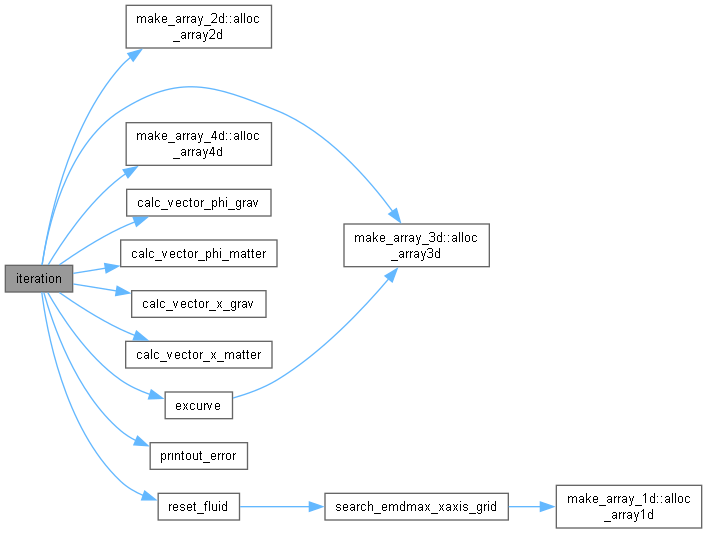 make_array_2d::alloc
_array2d
make_array_4d::alloc
_array4d
calc_vector_phi_grav
make_array_3d::alloc
_array3d
calc_vector_phi_matter
iteration
calc_vector_x_grav
calc_vector_x_matter
excurve
printout_error
reset_fluid
search_emdmax_xaxis_grid
make_array_1d::alloc
_array1d